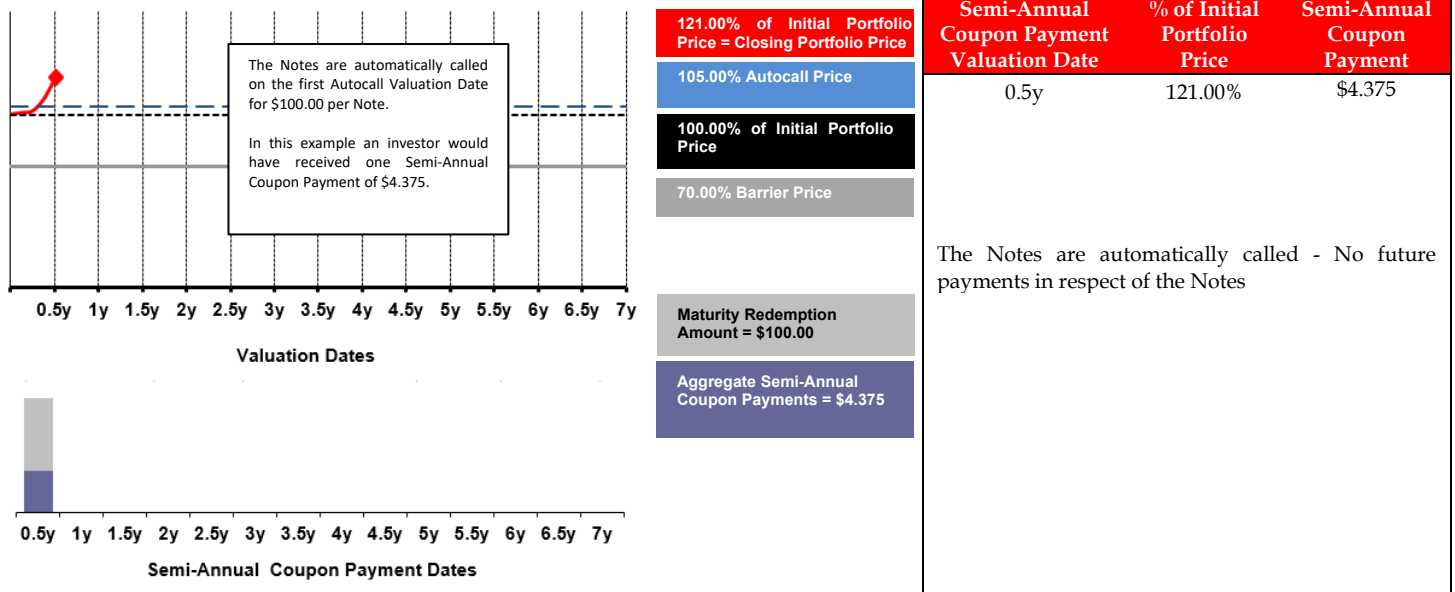 The Notes are automatically called
on the first Autocall Valuation Date
for $100.00 per Note.
In this example an investor would
have received one Semi-Annual
Coupon Payment of $4.375.
0.5y 1y 1.5y 2y 2.5y 3y 3.5y 4y 4.5y 5y 5.5y 6y 6.5y 7y
Valuation Dates
0.5y 1y 1.5y 2y 2.5y 3y 3.5y 4y 4.5y 5y 5.5y 6y 6.5y 7y
Semi-Annual Coupon Payment Dates
121.00% of Initial Portfolio
Price = Closing Portfolio Price
105.00% Autocall Price
100.00% of Initial Portfolio
Price
70.00% Barrier Price
Maturity Redemption
Amount = $100.00
Aggregate Semi-Annual
Coupon Payments = $4.375
Semi-Annual
Coupon Payment
Valuation Date
% of Initial
Portfolio
Price
Semi-Annual
Coupon
Payment
0.5y 121.00% $4.375
The Notes are automatically called - No future
payments in respect of the Notes